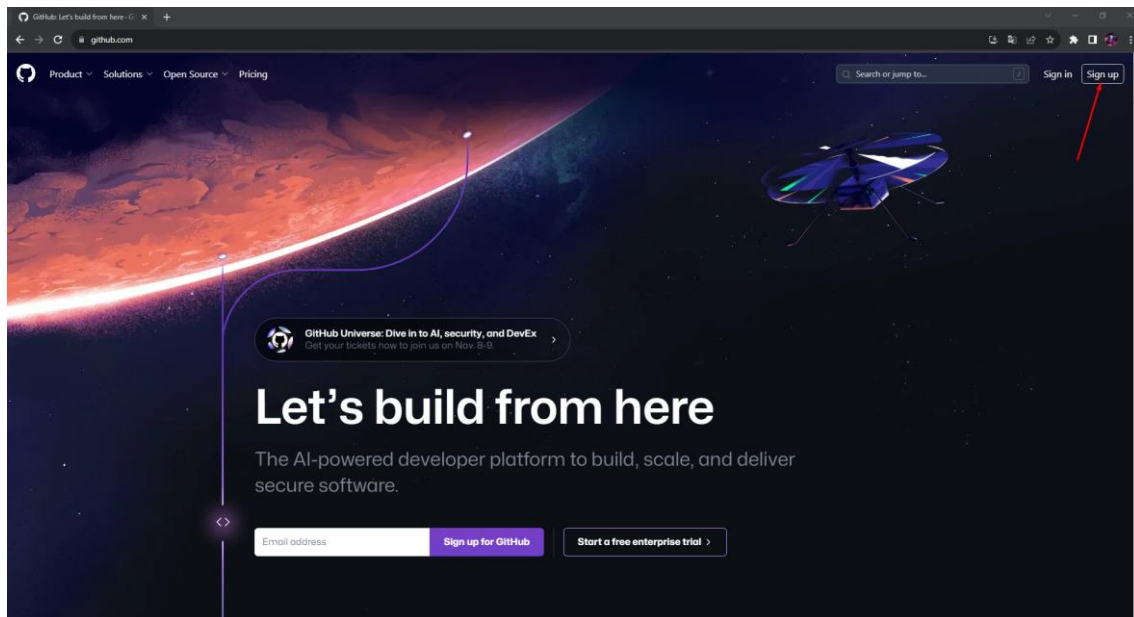 GitHub: Let's build from here · G
github.com
Product Solutions Open Source Pricing
Search or jump to... /
Sign in Sign up
GitHub Universe: Dive in to AI, security, and DevEx
Get your tickets now to join us on Nov. 8-9.
Let's build from here
The AI-powered developer platform to build, scale, and deliver
secure software.
Email address Sign up for GitHub Start a free enterprise trial